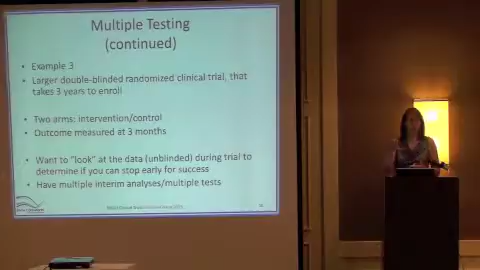 Multiple Testing
(continued)
• Example 3
• Larger double-blinded randomized clinical trial, that
takes 3 years to enroll
• Two arms: intervention/control
• Outcome measured at 3 months
• Want to "look" at the data (unblinded) during trial to
determine if you can stop early for success
• Have multiple interim analyses/multiple tests